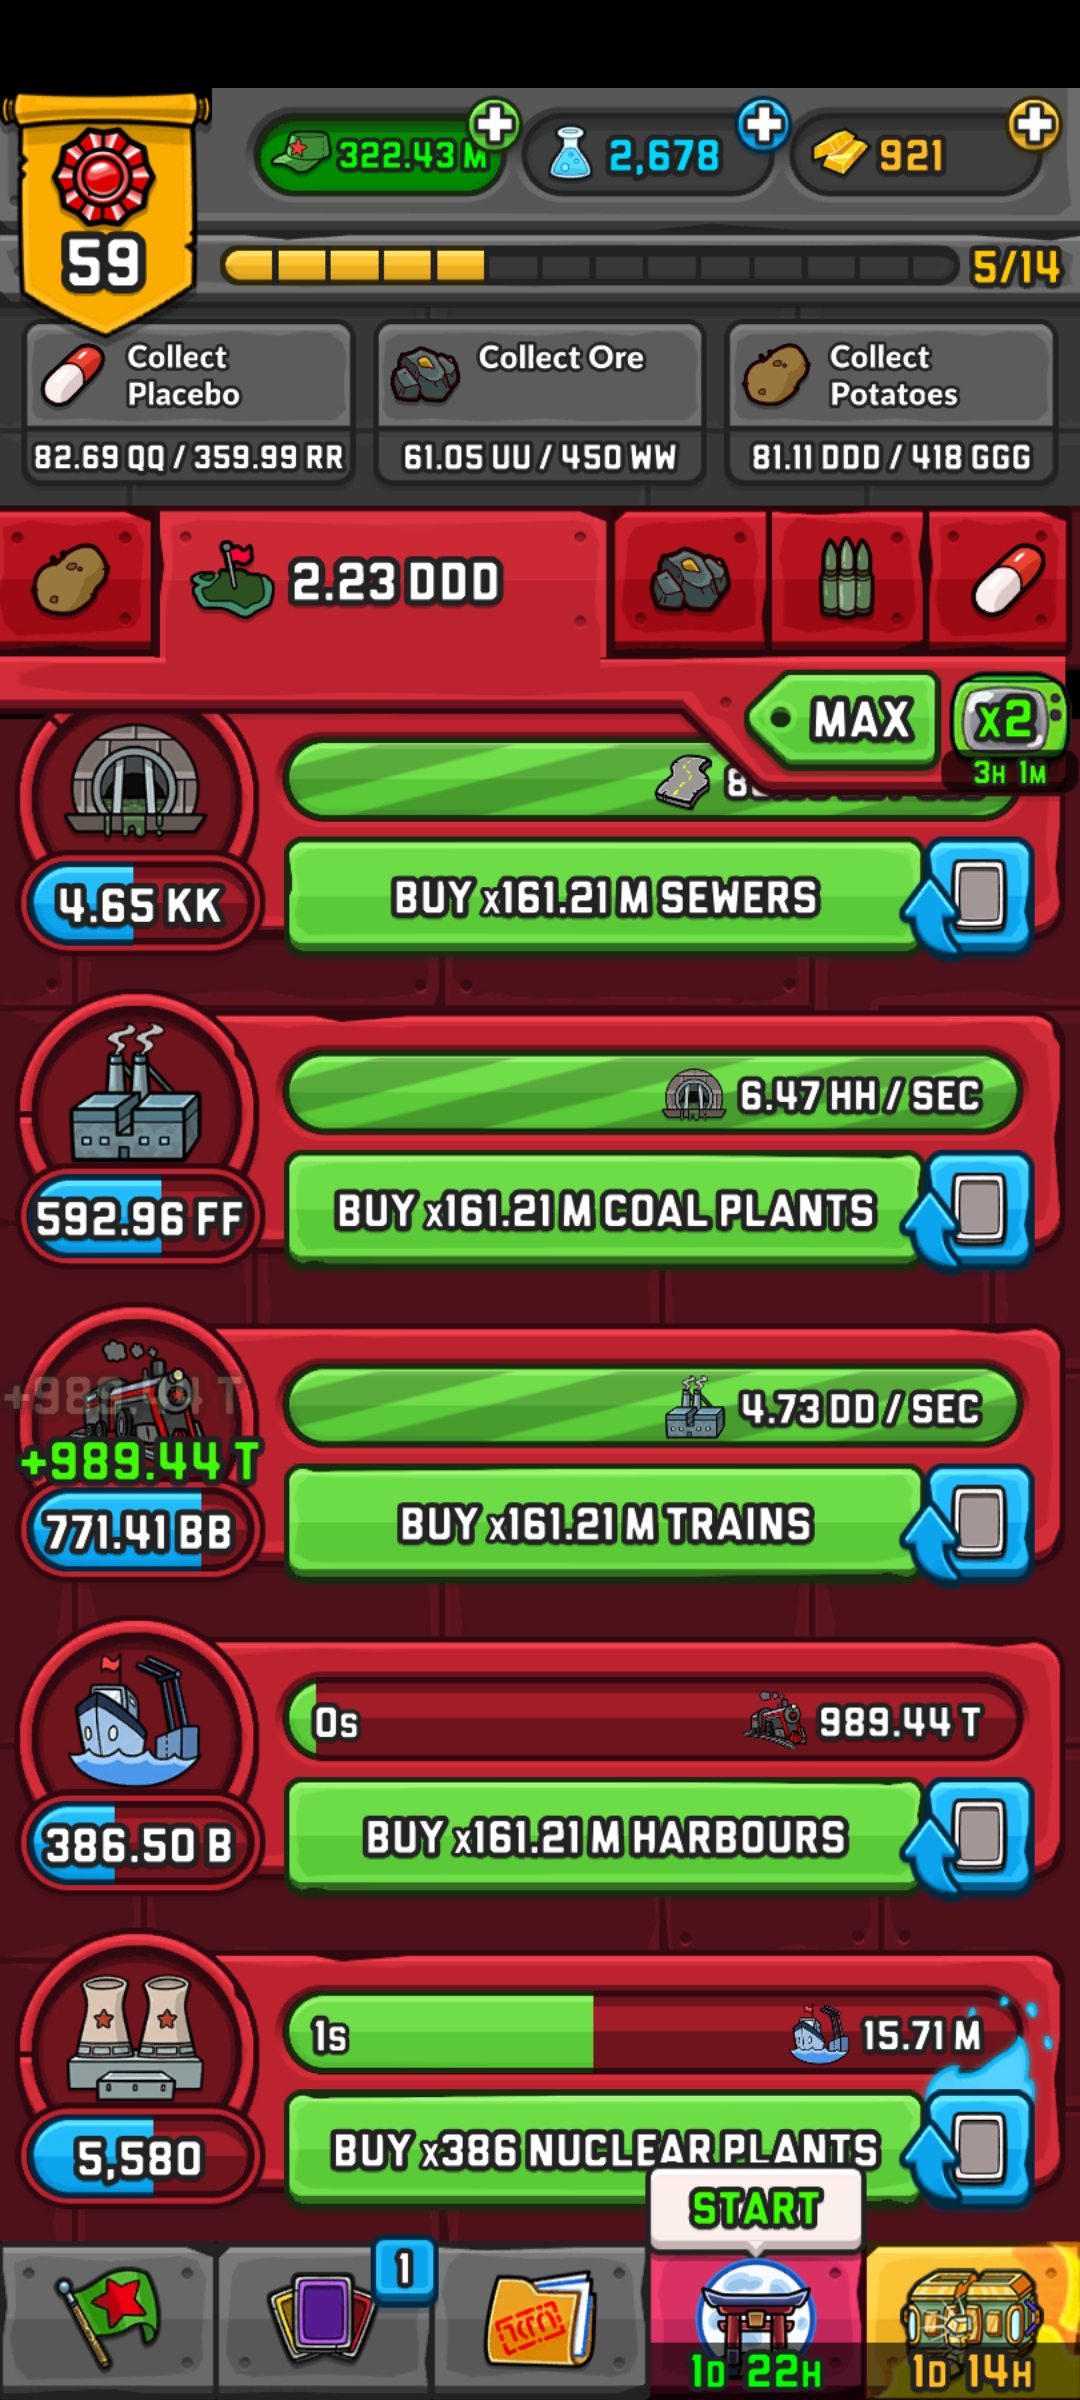 322.43 M
2,678
921
59
5/14
Collect
Placebo
82.69 QQ / 359.99 RR
Collect Ore
61.05 UU / 450 WW
Collect
Potatoes
81.11 DDD / 418 GGG
2.23 DDD
MAX
x2
3H 1M
4.65 KK
BUY x161.21 M SEWERS
6.47 HH / SEC
592.96 FF
BUY x161.21 M COAL PLANTS
+989.44 T
4.73 DD / SEC
+989.44 T
771.41 BB
BUY x161.21 M TRAINS
0s
989.44 T
386.50 B
BUY x161.21 M HARBOURS
1s
15.71 M
5,580
BUY x386 NUCLEAR PLANTS
START
1
1D 22H
1D 14H